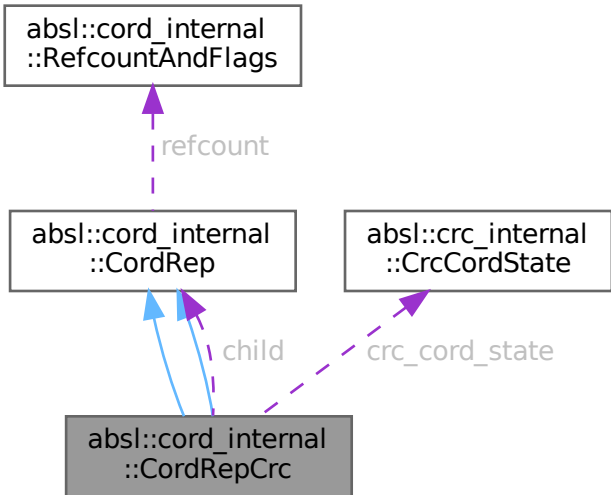 absl::cord_internal
::RefcountAndFlags
refcount
absl::cord_internal
::CordRep
absl::crc_internal
::CrcCordState
child
crc_cord_state
absl::cord_internal
::CordRepCrc